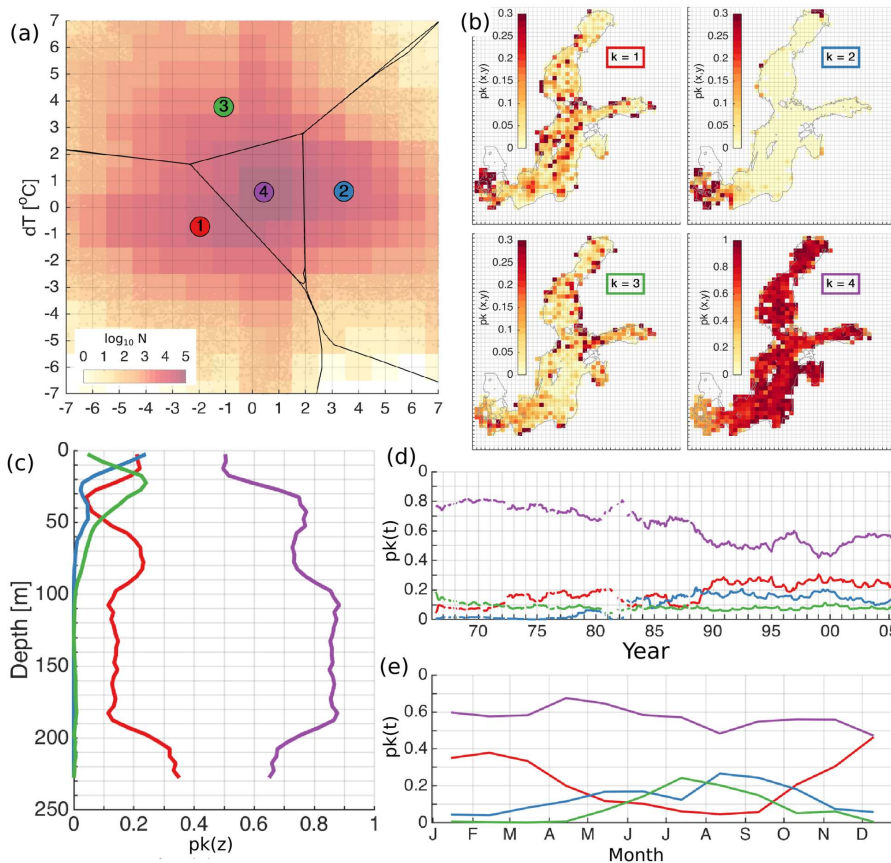 (a)
7
6
5
4
3
2
1
0
-1
-2
-3
-4
-5
-6
-7
dT [°C]
3
4
2
1
log10 N
0 1 2 3 4 5
-7 -6 -5 -4 -3 -2 -1 0 1 2 3 4 5 6 7
(b)
0.3
0.25
0.2
0.15
0.1
0.05
0
pk (x,y)
k = 1
0.3
0.25
0.2
0.15
0.1
0.05
0
pk (x,y)
k = 2
0.3
0.25
0.2
0.15
0.1
0.05
0
pk (x,y)
k = 3
1
0.8
0.6
0.4
0.2
0
pk (x,y)
k = 4
(c)
0
50
100
150
200
250
Depth [m]
0 0.2 0.4 0.6 0.8 1
pk(z)
(d)
0
0.8
0.6
0.4
0.2
0
pk(t)
70 75 80 85 90 95 00 05
Year
(e)
0
0.6
0.4
0.2
0
pk(t)
J F M A M J J A S O N D
Month